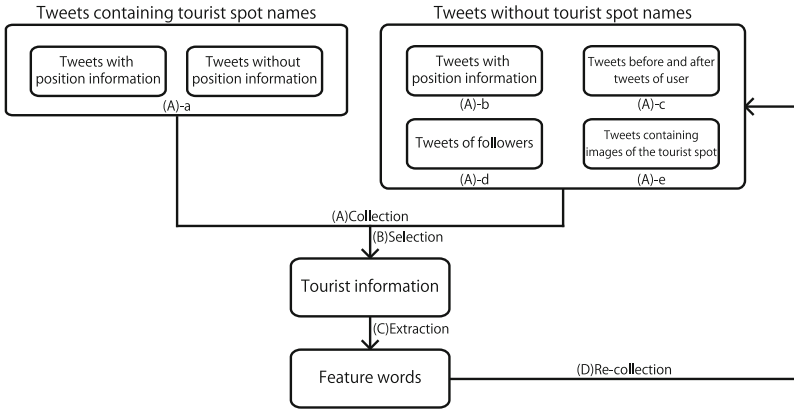 Tweets containing tourist spot names
Tweets without tourist spot names
Tweets with
position information
Tweets without
position information
(A)-a
Tweets with
position information
(A)-b
Tweets before and after
tweets of user
(A)-c
Tweets of followers
(A)-d
Tweets containing
images of the tourist spot
(A)-e
(A)Collection
(B)Selection
Tourist information
(C)Extraction
Feature words
(D)Re-collection